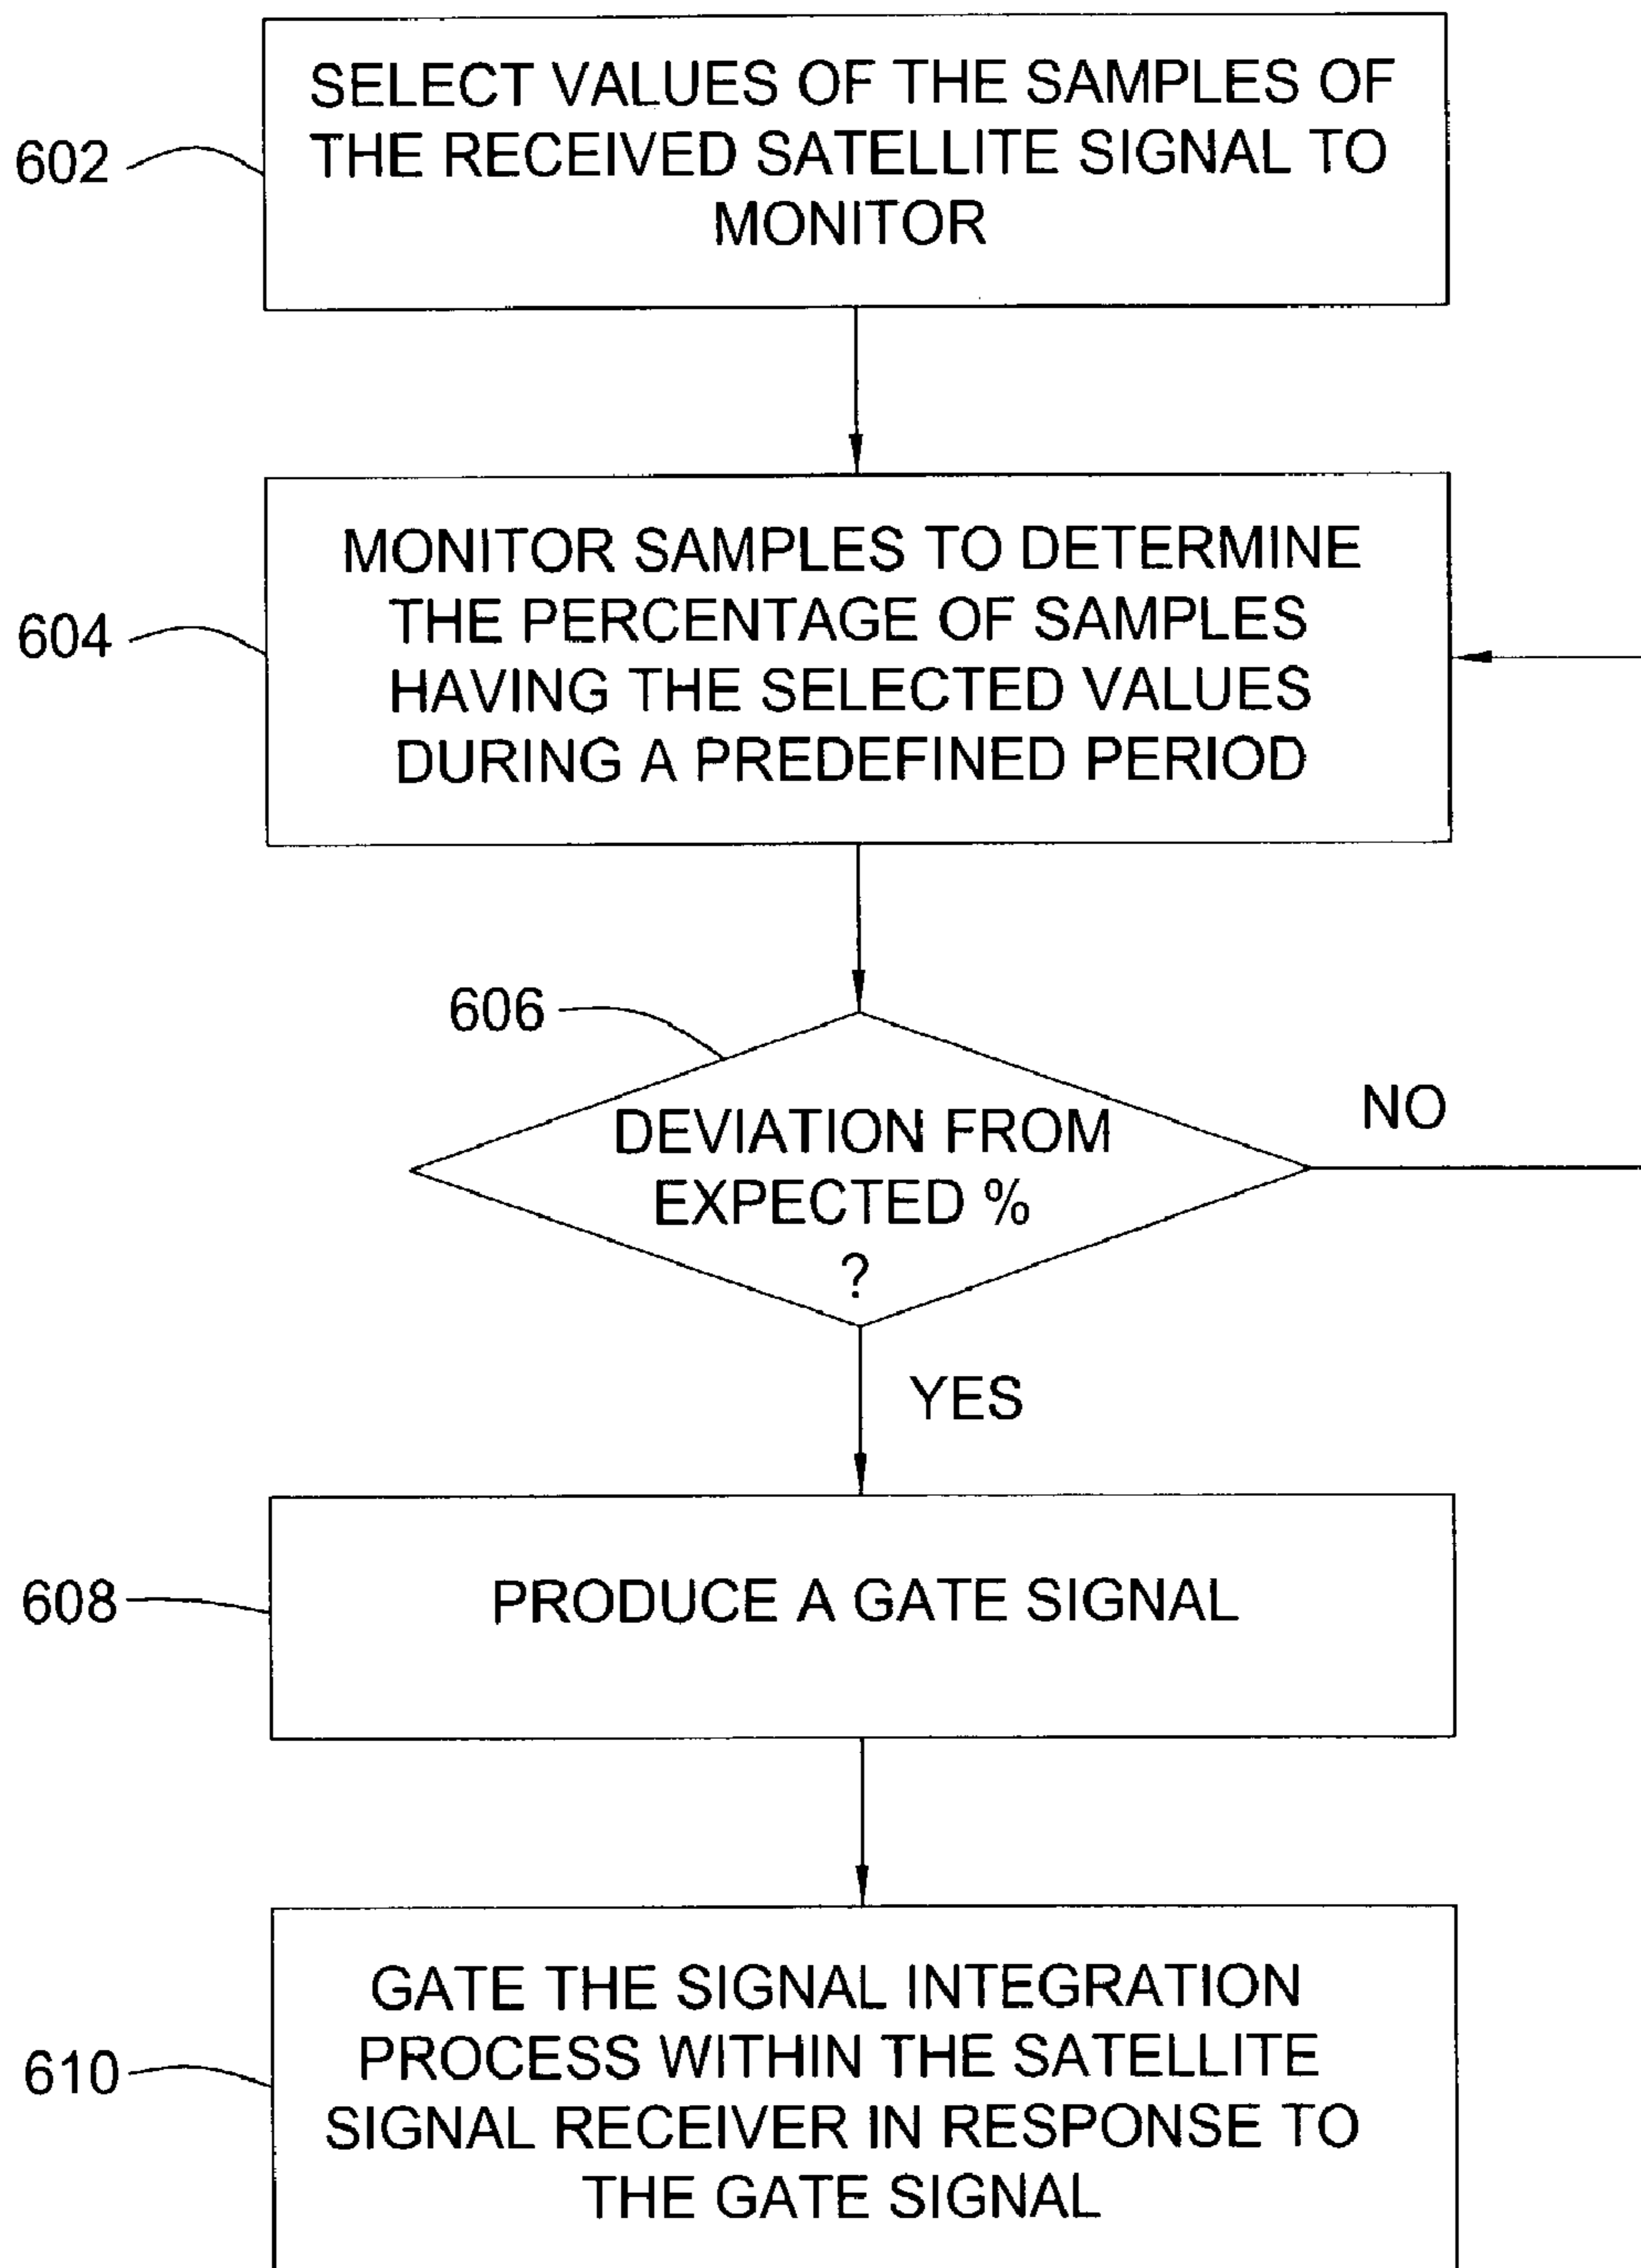 602
SELECT VALUES OF THE SAMPLES OF
THE RECEIVED SATELLITE SIGNAL TO
MONITOR
604
MONITOR SAMPLES TO DETERMINE
THE PERCENTAGE OF SAMPLES
HAVING THE SELECTED VALUES
DURING A PREDEFINED PERIOD
606
DEVIATION FROM
EXPECTED %
?
NO
YES
608
PRODUCE A GATE SIGNAL
610
GATE THE SIGNAL INTEGRATION
PROCESS WITHIN THE SATELLITE
SIGNAL RECEIVER IN RESPONSE TO
THE GATE SIGNAL